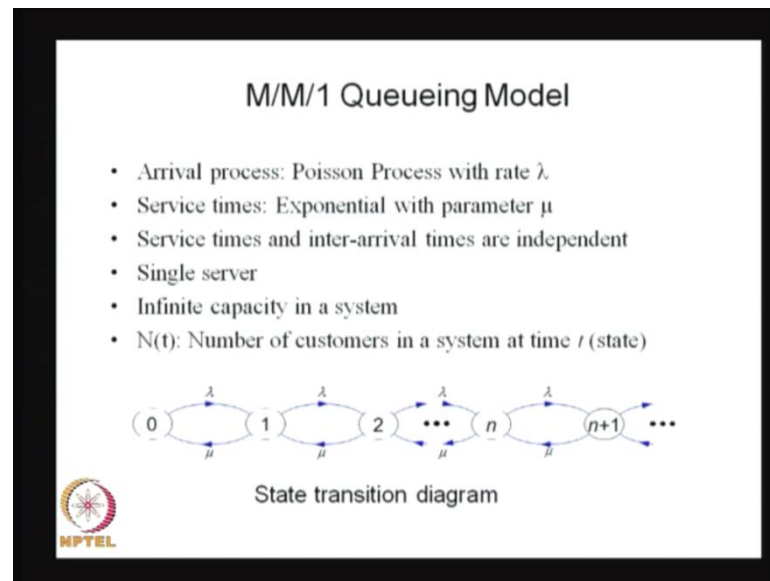 M/M/1 Queueing Model
• Arrival process: Poisson Process with rate λ
• Service times: Exponential with parameter μ
• Service times and inter-arrival times are independent
• Single server
• Infinite capacity in a system
• N(t): Number of customers in a system at time t (state)
λ λ λ λ
0 1 2 ••• n n+1 •••
μ μ μ μ
State transition diagram
NPTEL